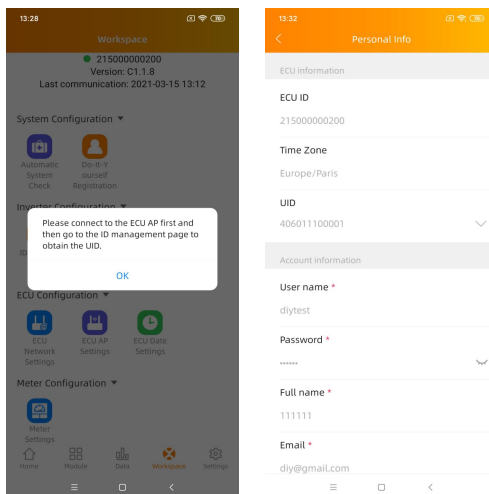 13:28
Workspace
215000000200
Version: C1.1.8
Last communication: 2021-03-15 13:12
System Configuration
Automatic
System
Check
Do-It-Y
ourself
Registration
Inverter Configuration
ID
Please connect to the ECU AP first and
then go to the ID management page to
obtain the UID.
OK
ECU Configuration
ECU
Network
Settings
ECU AP
Settings
ECU Date
Settings
Meter Configuration
Meter
Settings
Home
Module
Data
Workspace
Settings
13:32
Personal Info
ECU information
ECU ID
215000000200
Time Zone
Europe/Paris
UID
406011100001
Account information
User name *
diytest
Password *
••••••
Full name *
111111
Email *
diy@gmail.com